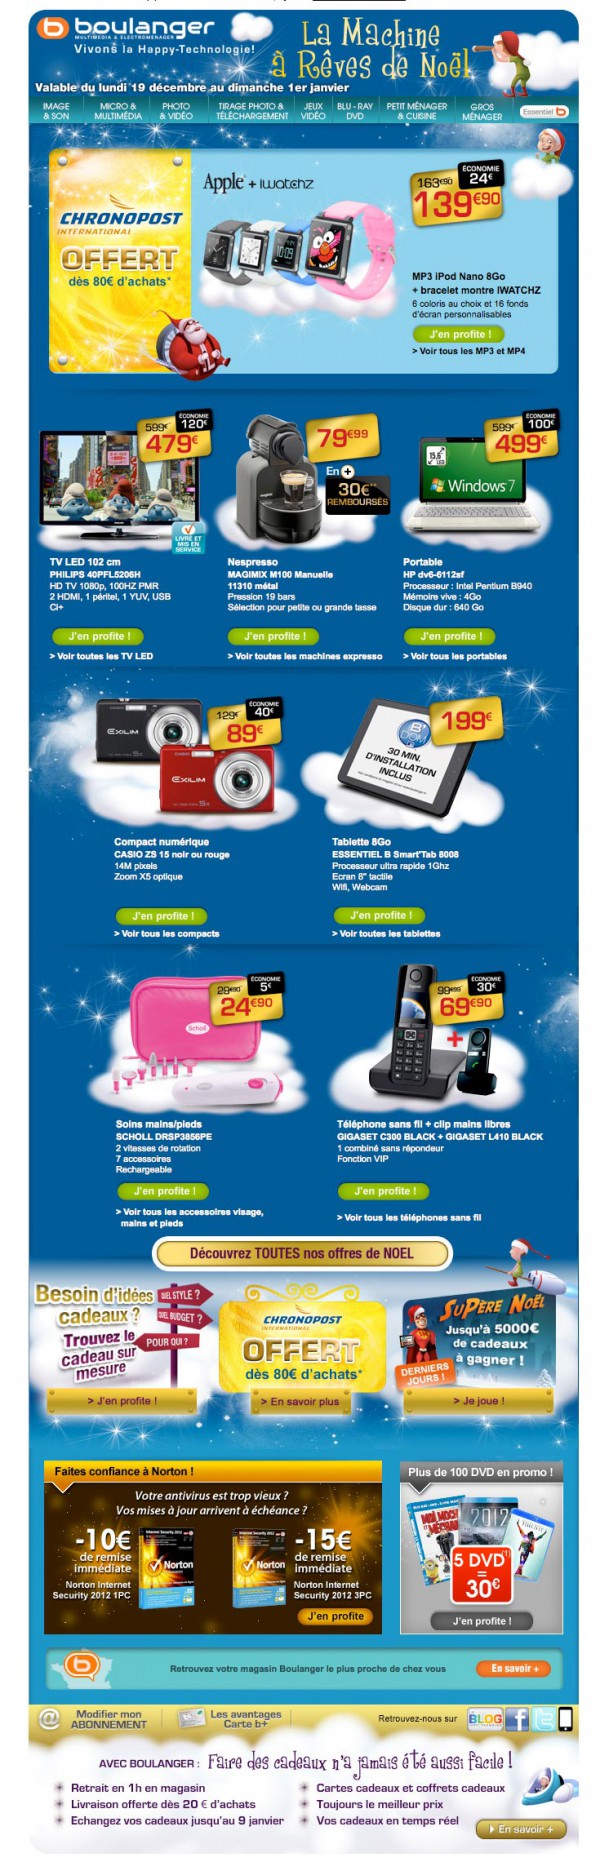 boulanger
MULTIMÉDIA & ÉLECTROMÉNAGER
Vivons la Happy-Technologie!
La Machine
à Rêves de Noël
Valable du lundi 19 décembre au dimanche 1er janvier
IMAGE & SON
MICRO & MULTIMÉDIA
PHOTO & VIDÉO
TIRAGE PHOTO & TÉLÉCHARGEMENT
JEUX VIDÉO
BLU - RAY DVD
PETIT MÉNAGER & CUISINE
GROS MÉNAGER
Essentiel b
CHRONOPOST
INTERNATIONAL
OFFERT
dès 80€ d'achats*
Apple + iwatchz
163€90
ÉCONOMIE 24€
139€90
MP3 iPod Nano 8Go
+ bracelet montre IWATCHZ
6 coloris au choix et 16 fonds
d'écran personnalisables
J'en profite !
> Voir tous les MP3 et MP4
599€
ÉCONOMIE 120€
479€
LIVRÉ ET MIS EN SERVICE
TV LED 102 cm
PHILIPS 40PFL5206H
HD TV 1080p, 100HZ PMR
2 HDMI, 1 péritel, 1 YUV, USB
CI+
J'en profite !
> Voir toutes les TV LED
79€99
En +
30€**
REMBOURSÉS
Nespresso
MAGIMIX M100 Manuelle
11310 métal
Pression 19 bars
Sélection pour petite ou grande tasse
J'en profite !
> Voir toutes les machines expresso
599€
ÉCONOMIE 100€
499€
15,6" LED
Windows 7
Portable
HP dv6-6112sf
Processeur : Intel Pentium B940
Mémoire vive : 4Go
Disque dur : 640 Go
J'en profite !
> Voir tous les portables
129€
ÉCONOMIE 40€
89€
EXILIM
EXILIM
Compact numérique
CASIO ZS 15 noir ou rouge
14M pixels
Zoom X5 optique
J'en profite !
> Voir tous les compacts
199€
B' DOM
30 MIN.
D'INSTALLATION
INCLUS
Tablette 8Go
ESSENTIEL B Smart'Tab 8008
Processeur ultra rapide 1Ghz
Ecran 8" tactile
Wifi, Webcam
J'en profite !
> Voir toutes les tablettes
29€90
ÉCONOMIE 5€
24€90
Scholl
Soins mains/pieds
SCHOLL DRSP3856PE
2 vitesses de rotation
7 accessoires
Rechargeable
J'en profite !
> Voir tous les accessoires visage,
mains et pieds
99€90
ÉCONOMIE 30€
69€90
+
Téléphone sans fil + clip mains libres
GIGASET C300 BLACK + GIGASET L410 BLACK
1 combiné sans répondeur
Fonction VIP
J'en profite !
> Voir tous les téléphones sans fil
Découvrez TOUTES nos offres de NOEL
Besoin d'idées
cadeaux ?
Trouvez le
cadeau sur
mesure
QUEL STYLE ?
QUEL BUDGET ?
POUR QUI ?
> J'en profite !
CHRONOPOST
INTERNATIONAL
OFFERT
dès 80€ d'achats*
> En savoir plus
SuPÈRE NOËL
Jusqu'à 5000€
de cadeaux
à gagner !
DERNIERS
JOURS !
> Je joue !
Faites confiance à Norton !
Votre antivirus est trop vieux ?
Vos mises à jour arrivent à échéance ?
-10€
de remise
immédiate
Norton Internet
Security 2012 1PC
Norton
-15€
de remise
immédiate
Norton Internet
Security 2012 3PC
Norton
J'en profite
Plus de 100 DVD en promo !
MOI, MOCHE ET MÉCHANT
2012
5 DVD(1)
=
30€
J'en profite !
Retrouvez votre magasin Boulanger le plus proche de chez vous
En savoir +
Modifier mon
ABONNEMENT
Les avantages
Carte b+
Retrouvez-nous sur
BLOG
AVEC BOULANGER : Faire des cadeaux n'a jamais été aussi facile !
Retrait en 1h en magasin
Livraison offerte dès 20 € d'achats
Echangez vos cadeaux jusqu'au 9 janvier
Cartes cadeaux et coffrets cadeaux
Toujours le meilleur prix
Vos cadeaux en temps réel
En savoir +